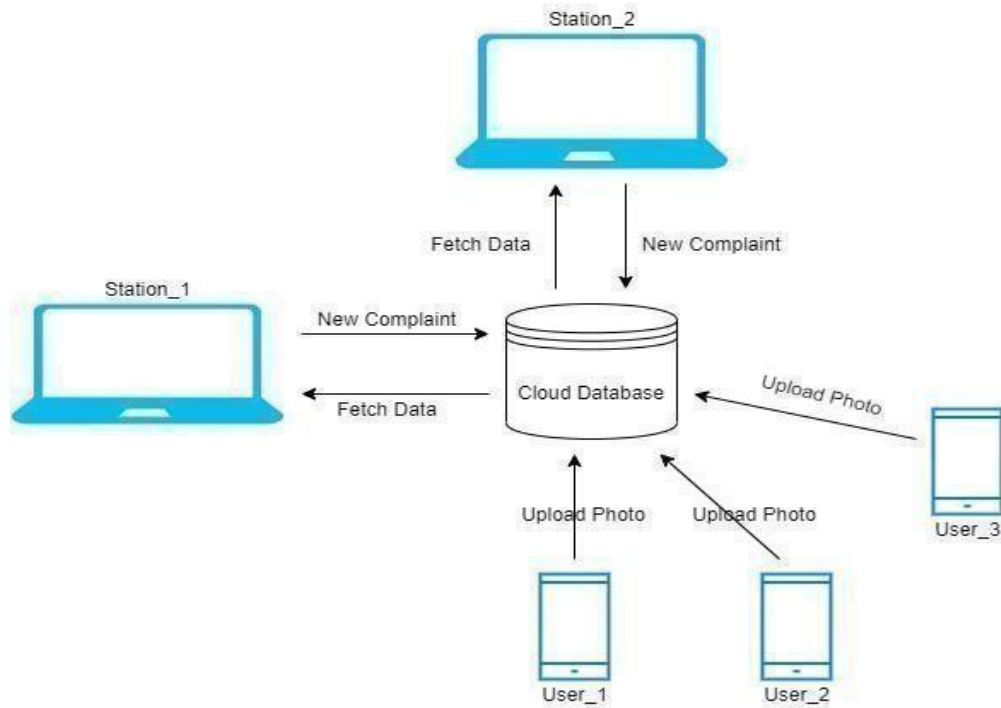 Station_2
Fetch Data
New Complaint
Station_1
New Complaint
Cloud Database
Fetch Data
Upload Photo
Upload Photo
Upload Photo
User_3
User_1
User_2